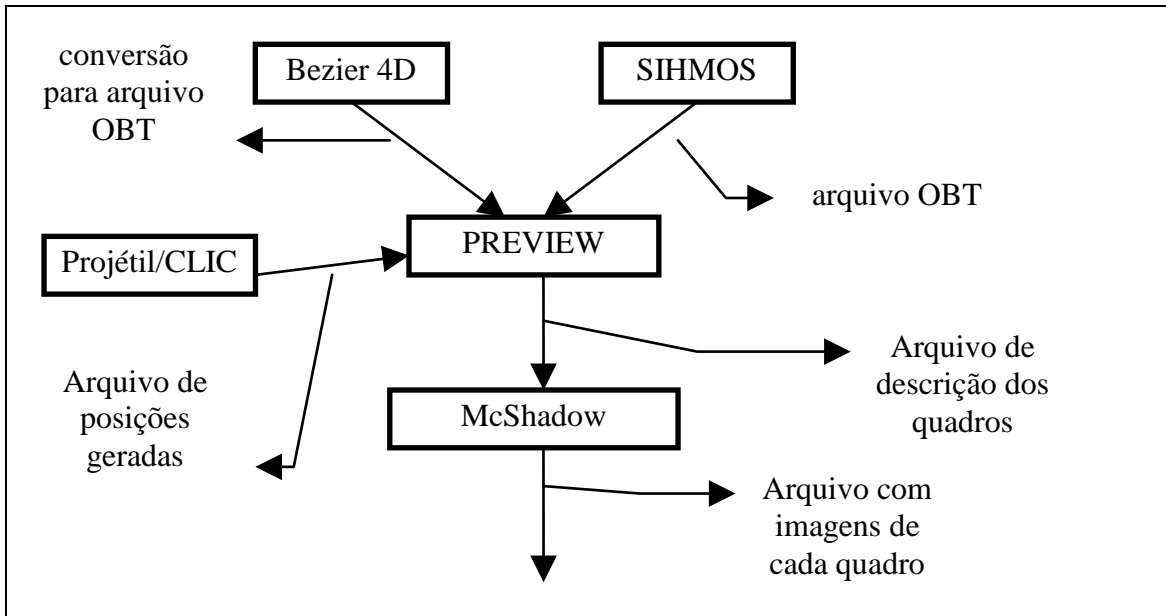 conversão
para arquivo
OBT
Bezier 4D
SIHMOS
arquivo OBT
PREVIEW
Projétil/CLIC
Arquivo de
descrição dos
quadros
Arquivo de
posições
geradas
McShadow
Arquivo com
imagens de
cada quadro